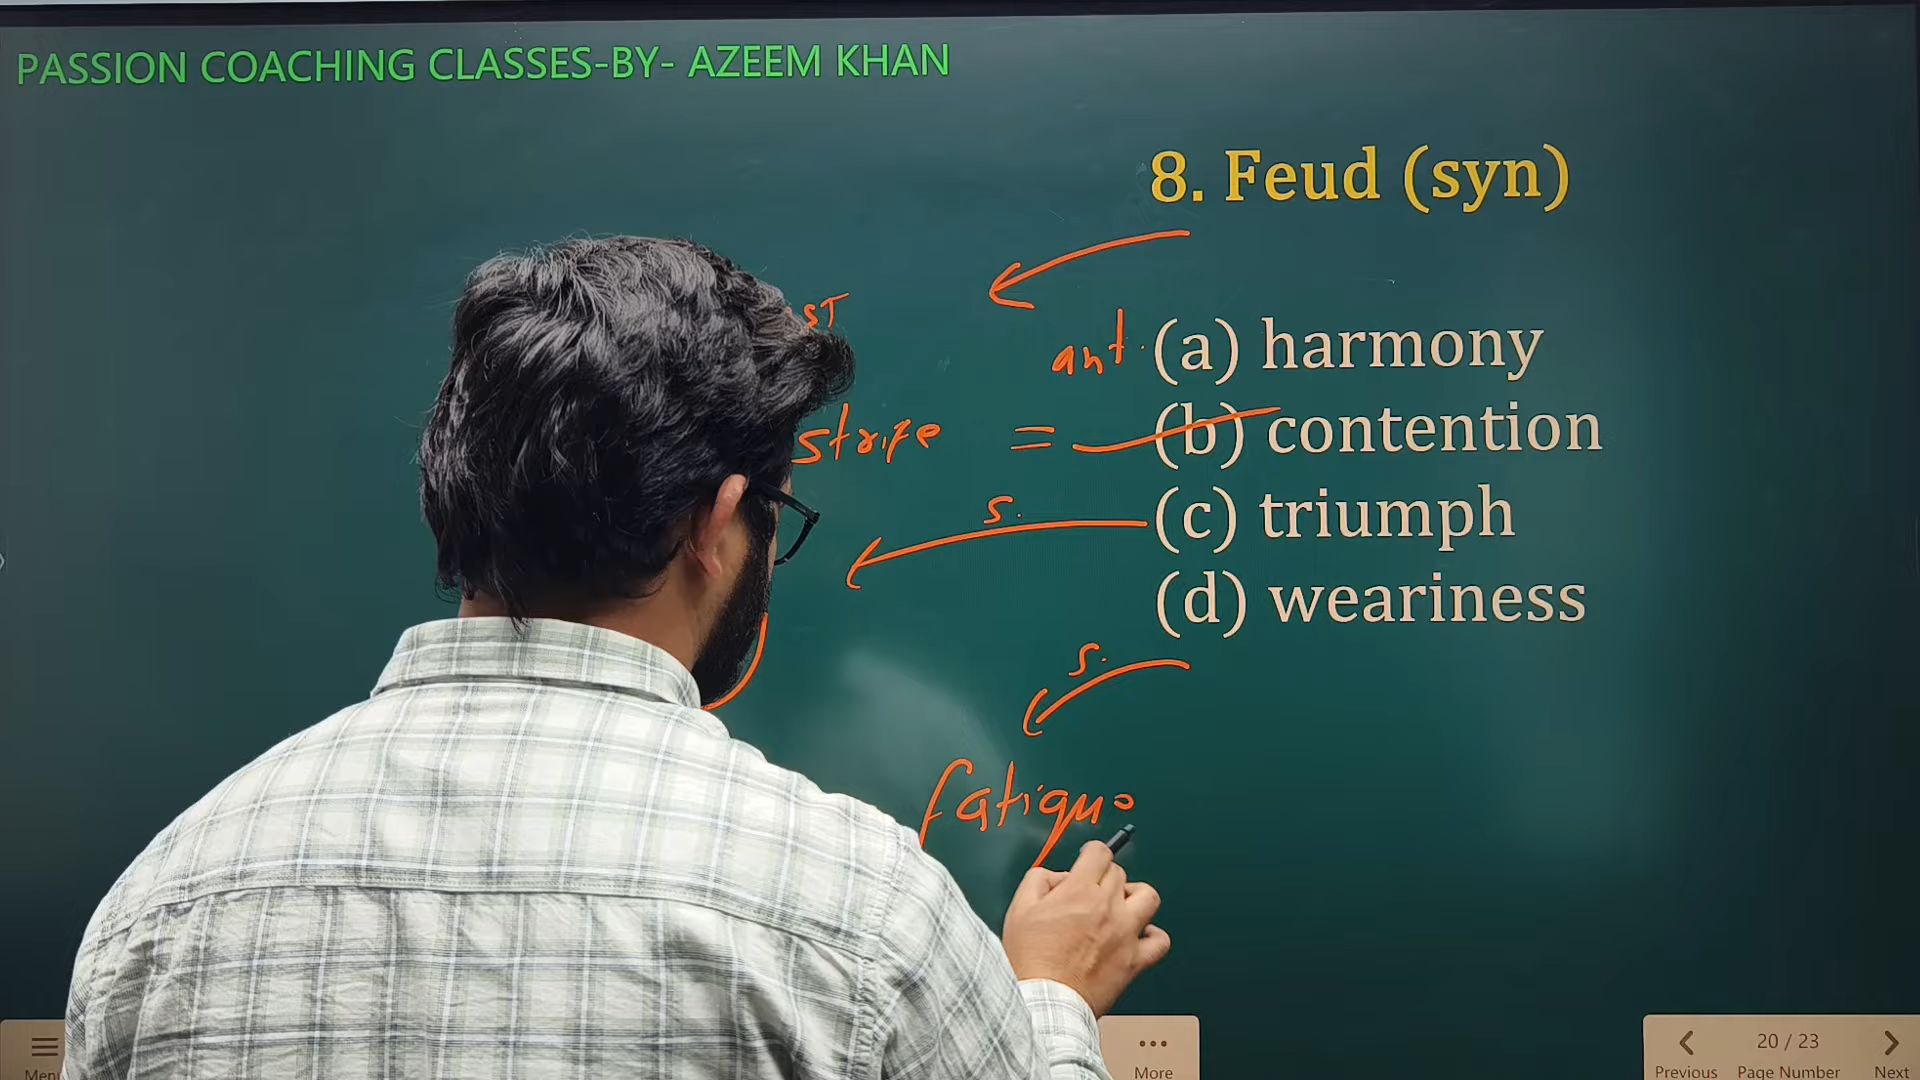 PASSION COACHING CLASSES-BY- AZEEM KHAN
8. Feud (syn)
ant. (a) harmony
strife = (b) contention
s. (c) triumph
(d) weariness
s.
fatigue
Menu
More
Previous
20 / 23
Page Number
Next